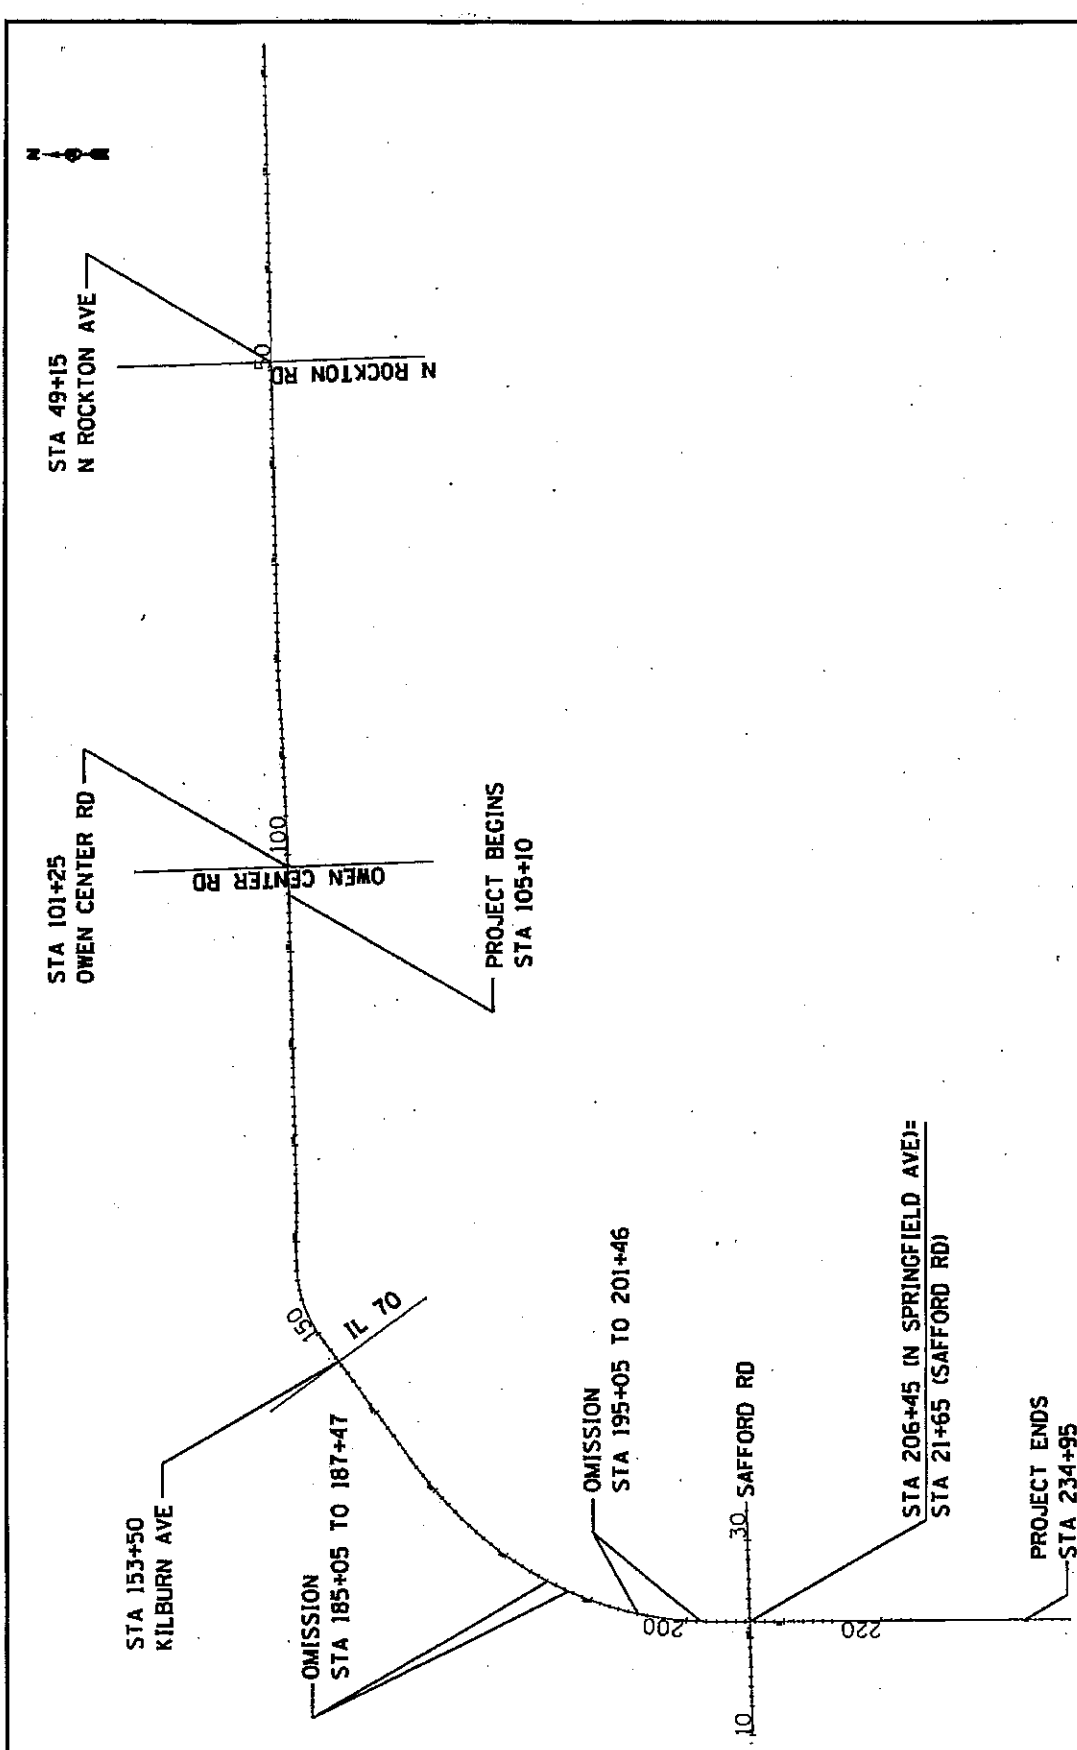 N
STA 49+15
N ROCKTON AVE
50
N ROCKTON RD
STA 101+25
OWEN CENTER RD
100
OWEN CENTER RD
PROJECT BEGINS
STA 105+10
STA 153+50
KILBURN AVE
150
IL 70
OMISSION
STA 185+05 TO 187+47
OMISSION
STA 195+05 TO 201+46
200
SAFFORD RD
30
10
STA 206+45 (N SPRINGFIELD AVE)=
STA 21+65 (SAFFORD RD)
220
PROJECT ENDS
STA 234+95